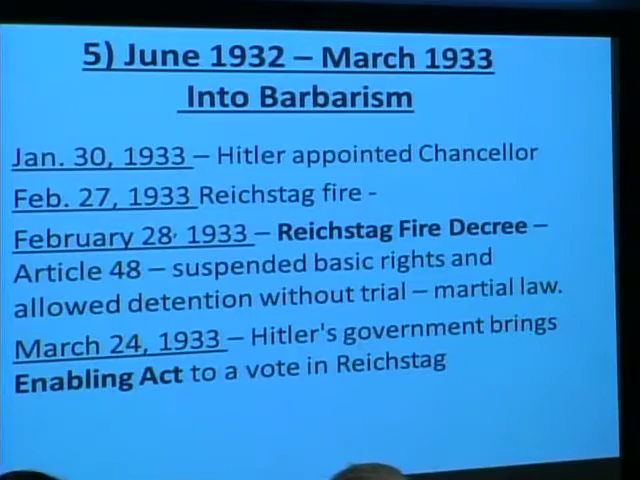 5) June 1932 – March 1933
Into Barbarism
Jan. 30, 1933 – Hitler appointed Chancellor
Feb. 27, 1933 Reichstag fire -
February 28, 1933 – Reichstag Fire Decree –
Article 48 – suspended basic rights and
allowed detention without trial – martial law.
March 24, 1933 – Hitler's government brings
Enabling Act to a vote in Reichstag